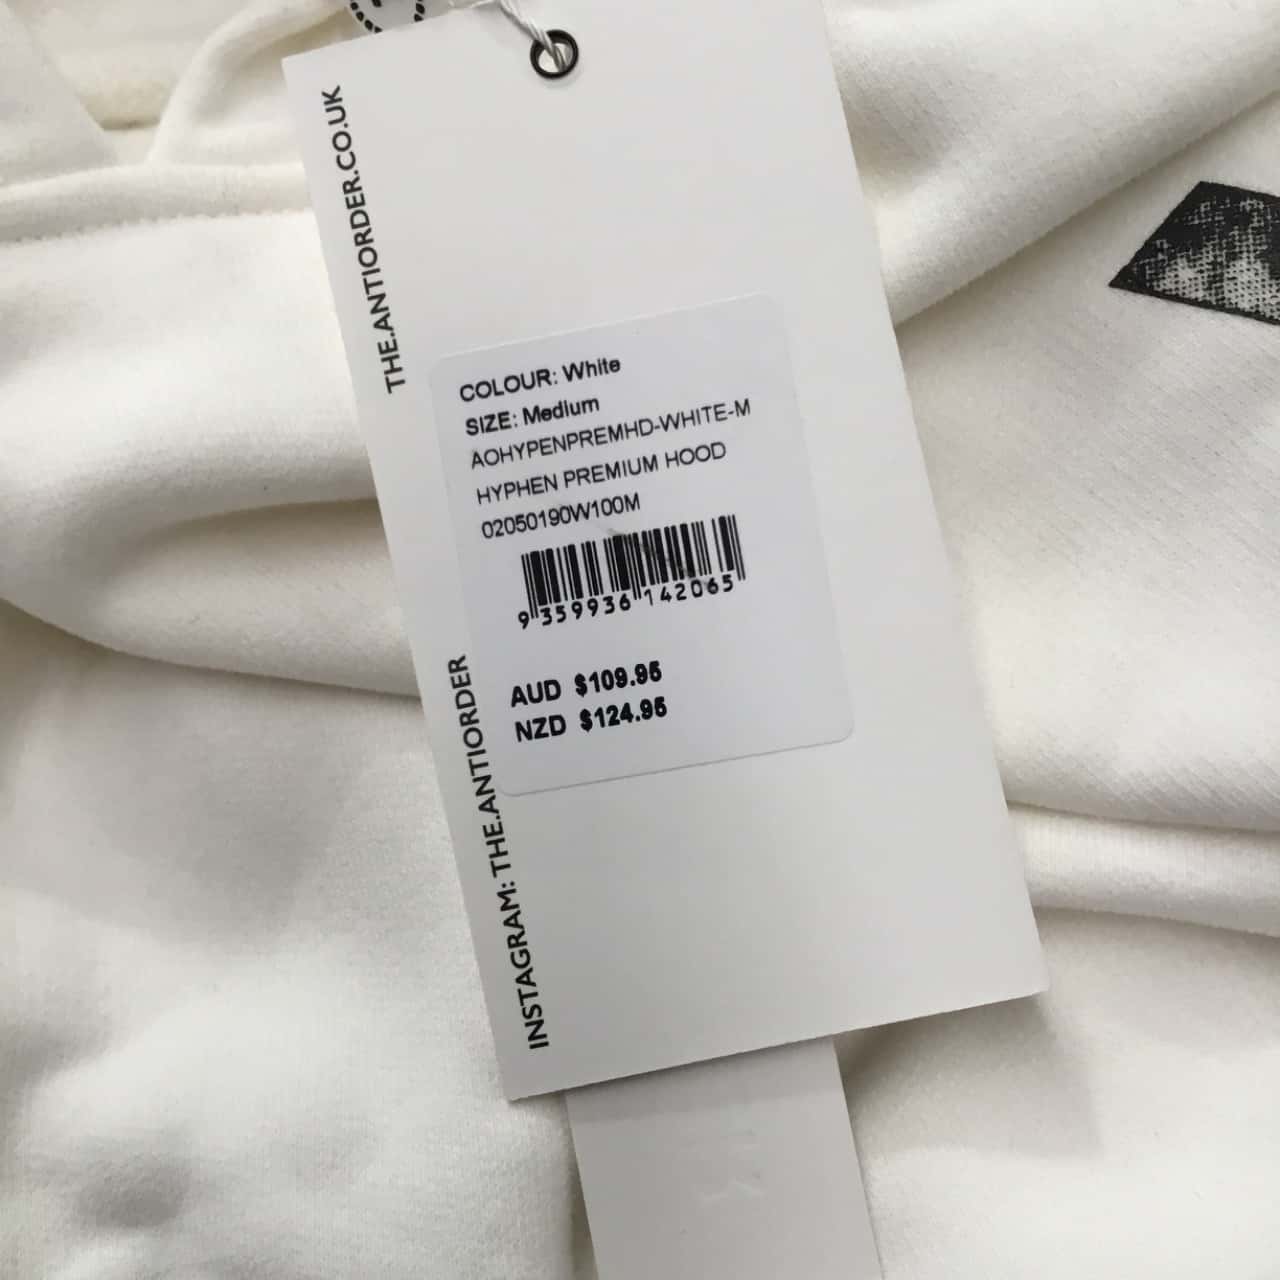 THE.ANTIORDER.CO.UK
COLOUR: White
SIZE: Medium
AOHYPENPREMHD-WHITE-M
HYPHEN PREMIUM HOOD
02050190W100M
9 359936 142065
AUD $109.95
NZD $124.95
INSTAGRAM: THE.ANTIORDER